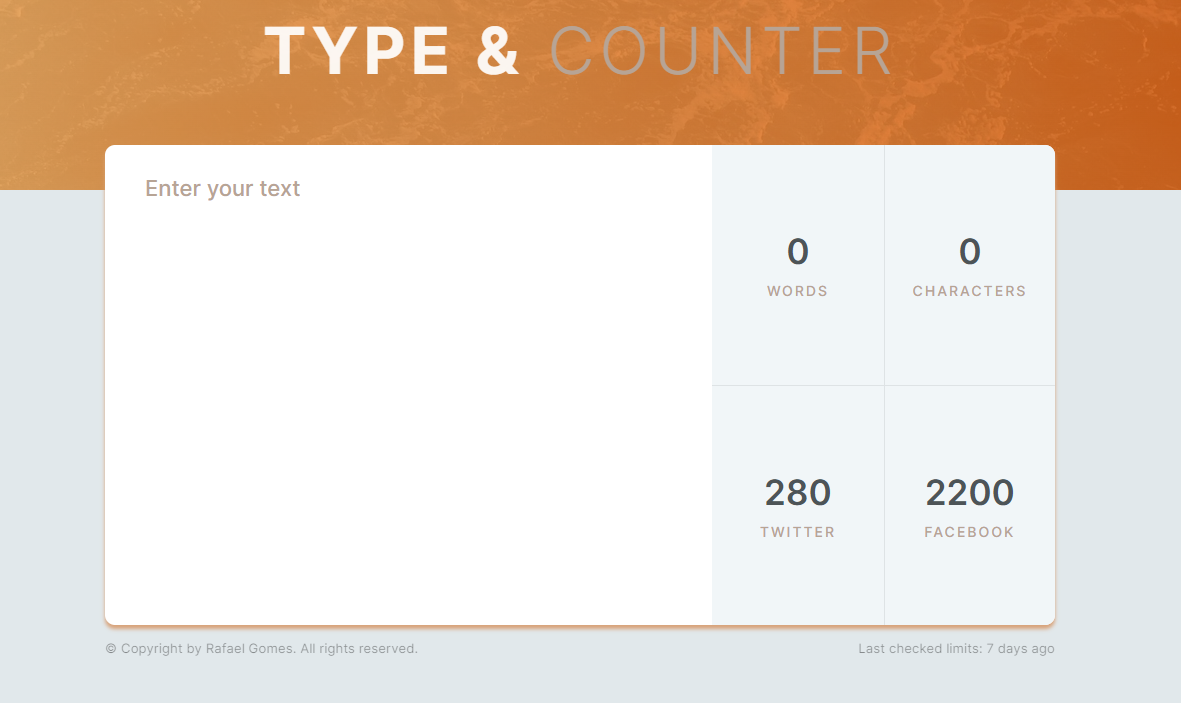 TYPE & COUNTER
Enter your text
0
WORDS
0
CHARACTERS
280
TWITTER
2200
FACEBOOK
© Copyright by Rafael Gomes. All rights reserved.
Last checked limits: 7 days ago